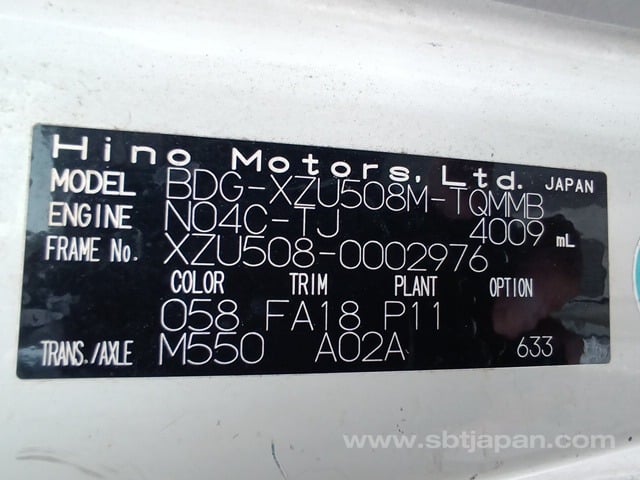 Hino Motors, Ltd. JAPAN
MODEL BDG-XZU508M-TQMMB
ENGINE N04C-TJ 4009 mL
FRAME No. XZU508-0002976
COLOR TRIM PLANT OPTION
058 FA18 P11
TRANS./AXLE M550 A02A 633
www.sbtjapan.com